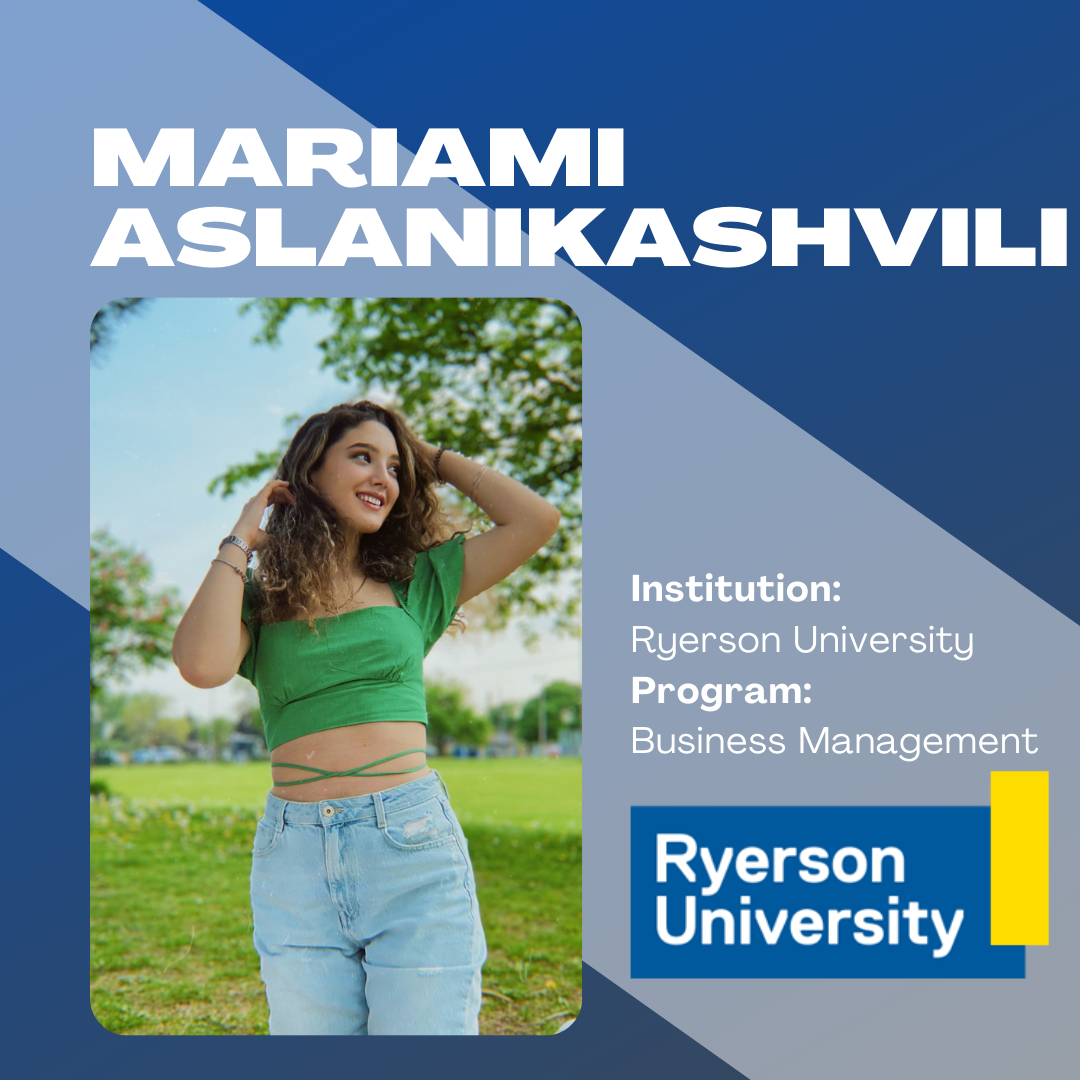 MARIAMI
ASLANIKASHVILI
Institution:
Ryerson University
Program:
Business Management
Ryerson
University